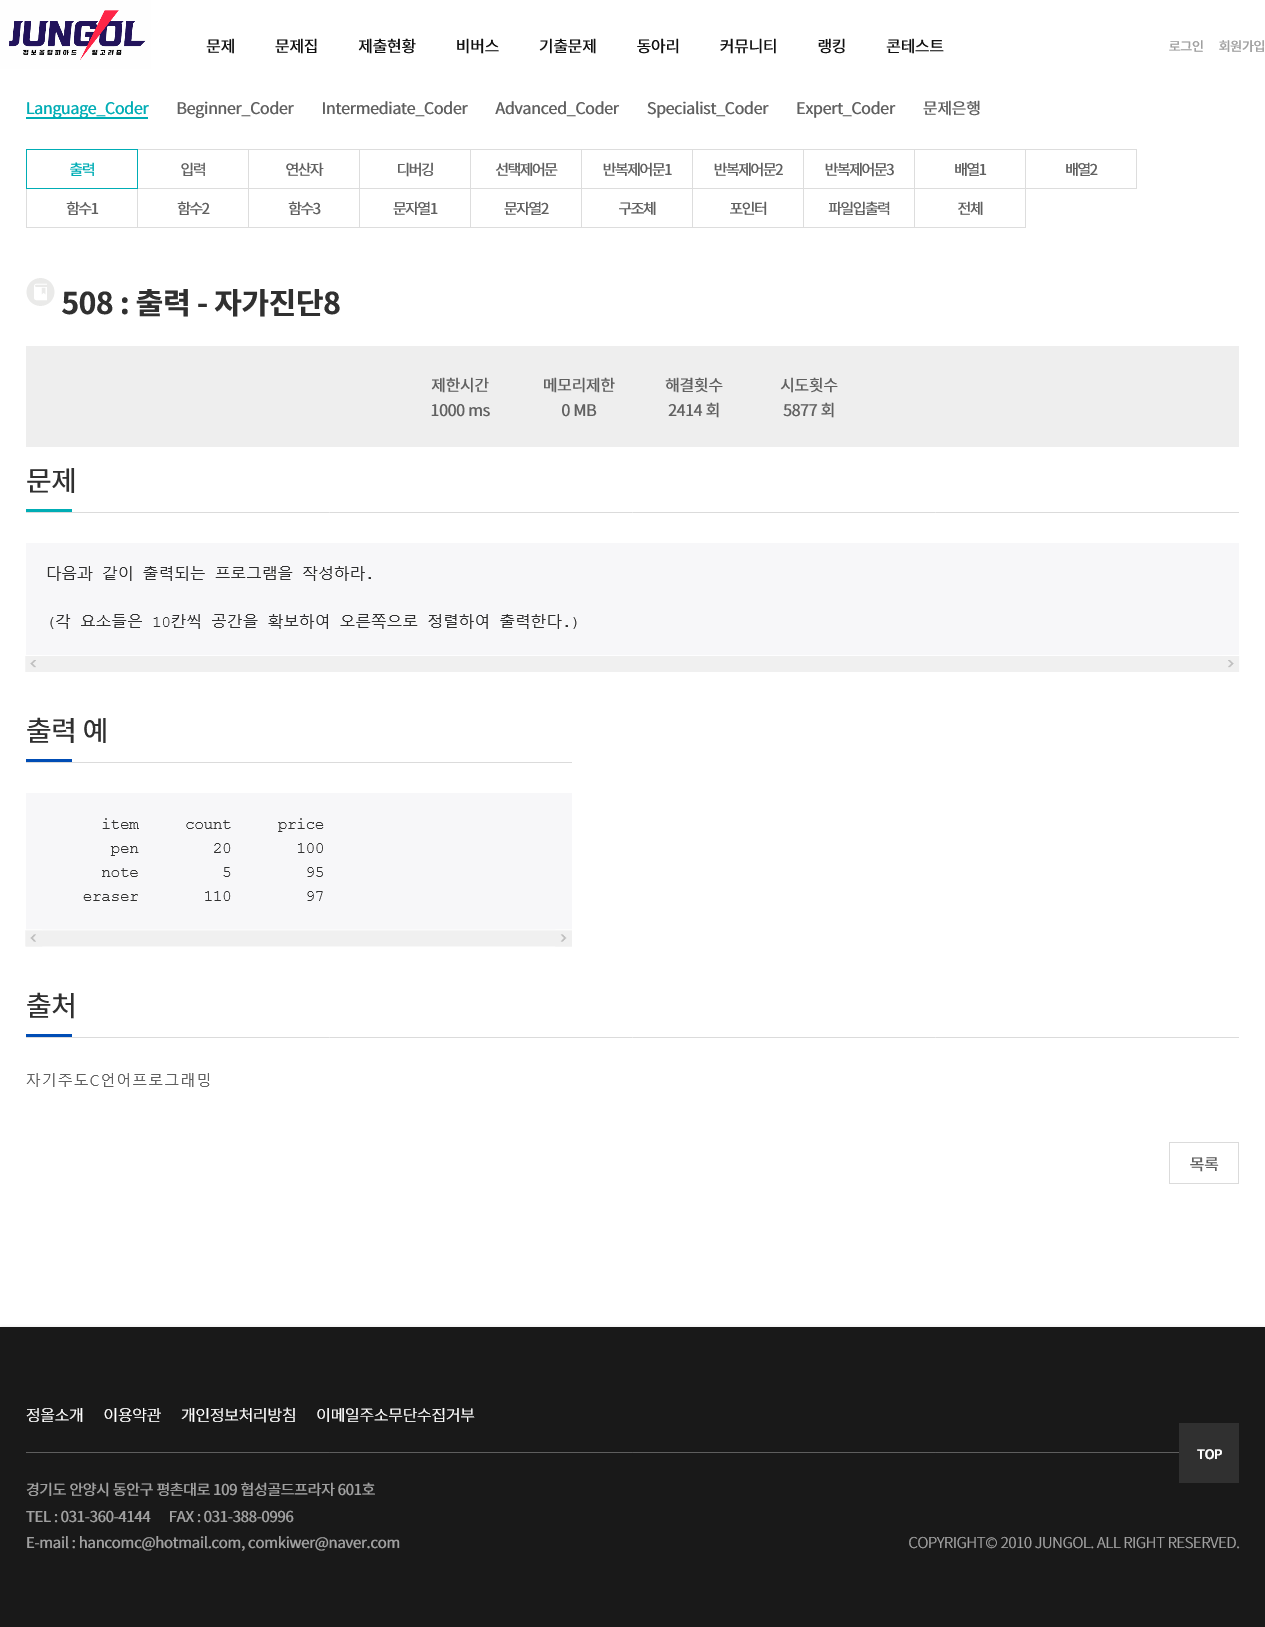 JUNGOL
정보올림피아드 알고리즘
문제 문제집 제출현황 비버스 기출문제 동아리 커뮤니티 랭킹 콘테스트 로그인 회원가입
Language_Coder Beginner_Coder Intermediate_Coder Advanced_Coder Specialist_Coder Expert_Coder 문제은행
출력 입력 연산자 디버깅 선택제어문 반복제어문1 반복제어문2 반복제어문3 배열1 배열2
함수1 함수2 함수3 문자열1 문자열2 구조체 포인터 파일입출력 전체
508 : 출력 - 자가진단8
제한시간 메모리제한 해결횟수 시도횟수
1000 ms 0 MB 2414 회 5877 회
문제
다음과 같이 출력되는 프로그램을 작성하라.
(각 요소들은 10칸씩 공간을 확보하여 오른쪽으로 정렬하여 출력한다.)
출력 예
item count price
pen 20 100
note 5 95
eraser 110 97
출처
자기주도C언어프로그래밍
목록
정올소개 이용약관 개인정보처리방침 이메일주소무단수집거부
TOP
경기도 안양시 동안구 평촌대로 109 협성골드프라자 601호
TEL : 031-360-4144 FAX : 031-388-0996
E-mail : hancomc@hotmail.com, comkiwer@naver.com COPYRIGHT© 2010 JUNGOL. ALL RIGHT RESERVED.